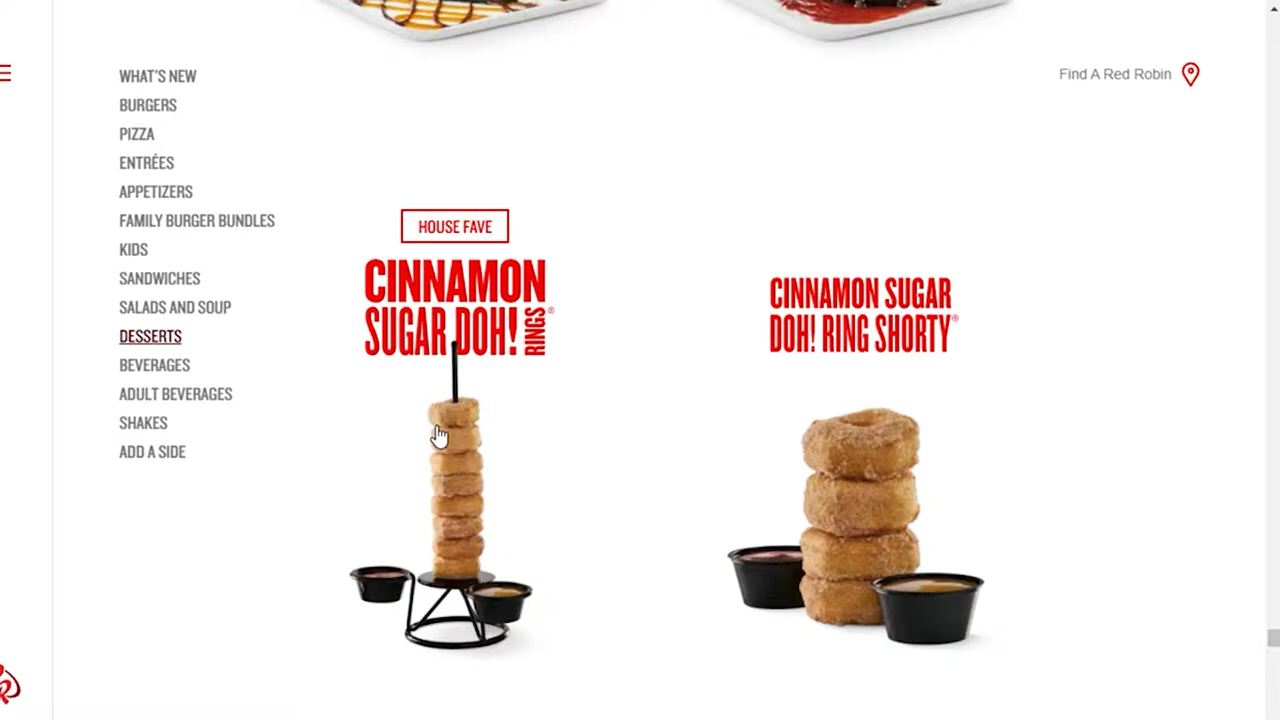 WHAT'S NEW
BURGERS
PIZZA
ENTRÉES
APPETIZERS
FAMILY BURGER BUNDLES
KIDS
SANDWICHES
SALADS AND SOUP
DESSERTS
BEVERAGES
ADULT BEVERAGES
SHAKES
ADD A SIDE
Find A Red Robin
HOUSE FAVE
CINNAMON
SUGAR DOH! RINGS®
CINNAMON SUGAR
DOH! RING SHORTY®